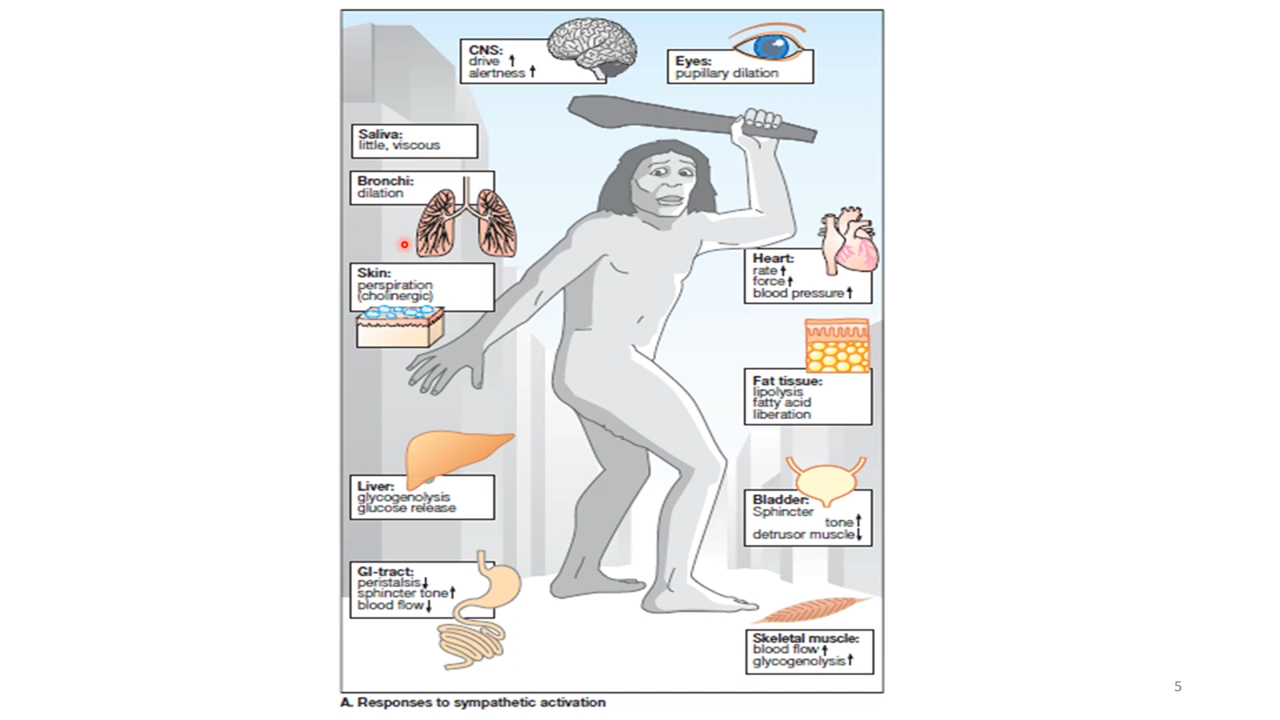 CNS:
drive ↑
alertness ↑
Eyes:
pupillary dilation
Saliva:
little, viscous
Bronchi:
dilation
Skin:
perspiration
(cholinergic)
Heart:
rate ↑
force ↑
blood pressure ↑
Fat tissue:
lipolysis
fatty acid
liberation
Liver:
glycogenolysis
glucose release
Bladder:
Sphincter
tone ↑
detrusor muscle ↓
GI-tract:
peristalsis ↓
sphincter tone ↑
blood flow ↓
Skeletal muscle:
blood flow ↑
glycogenolysis ↑
A. Responses to sympathetic activation
5